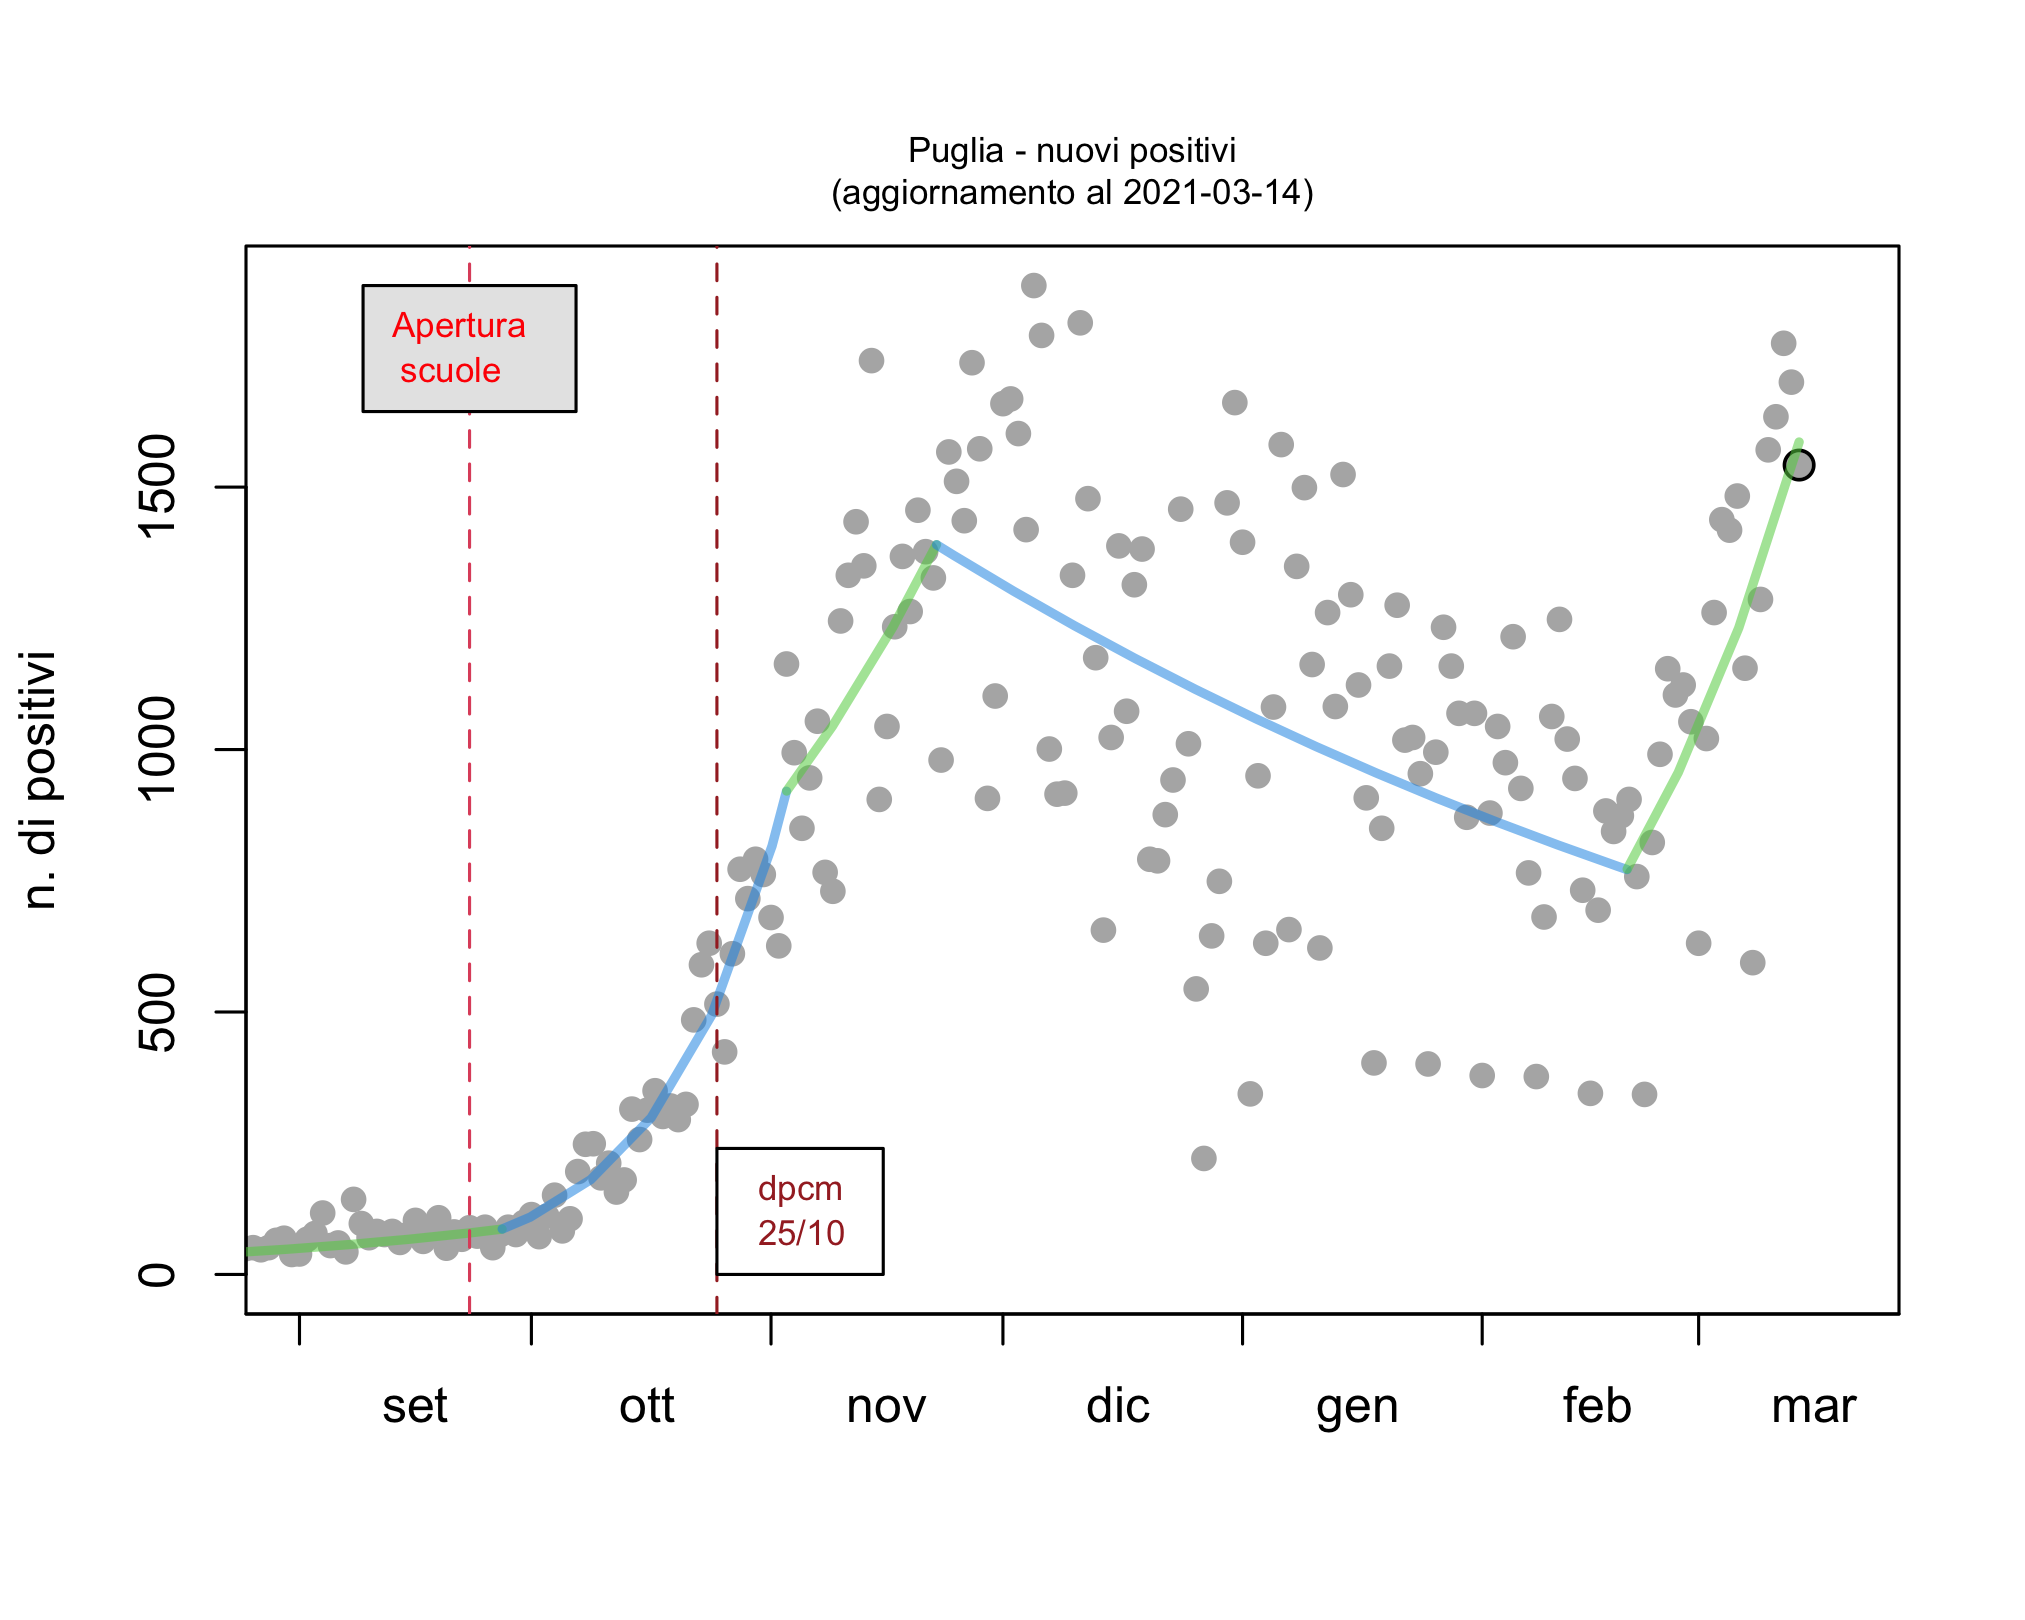 Puglia - nuovi positivi
(aggiornamento al 2021-03-14)
Apertura
scuole
n. di positivi
1500
1000
500
0
dpcm
25/10
set ott nov dic gen feb mar